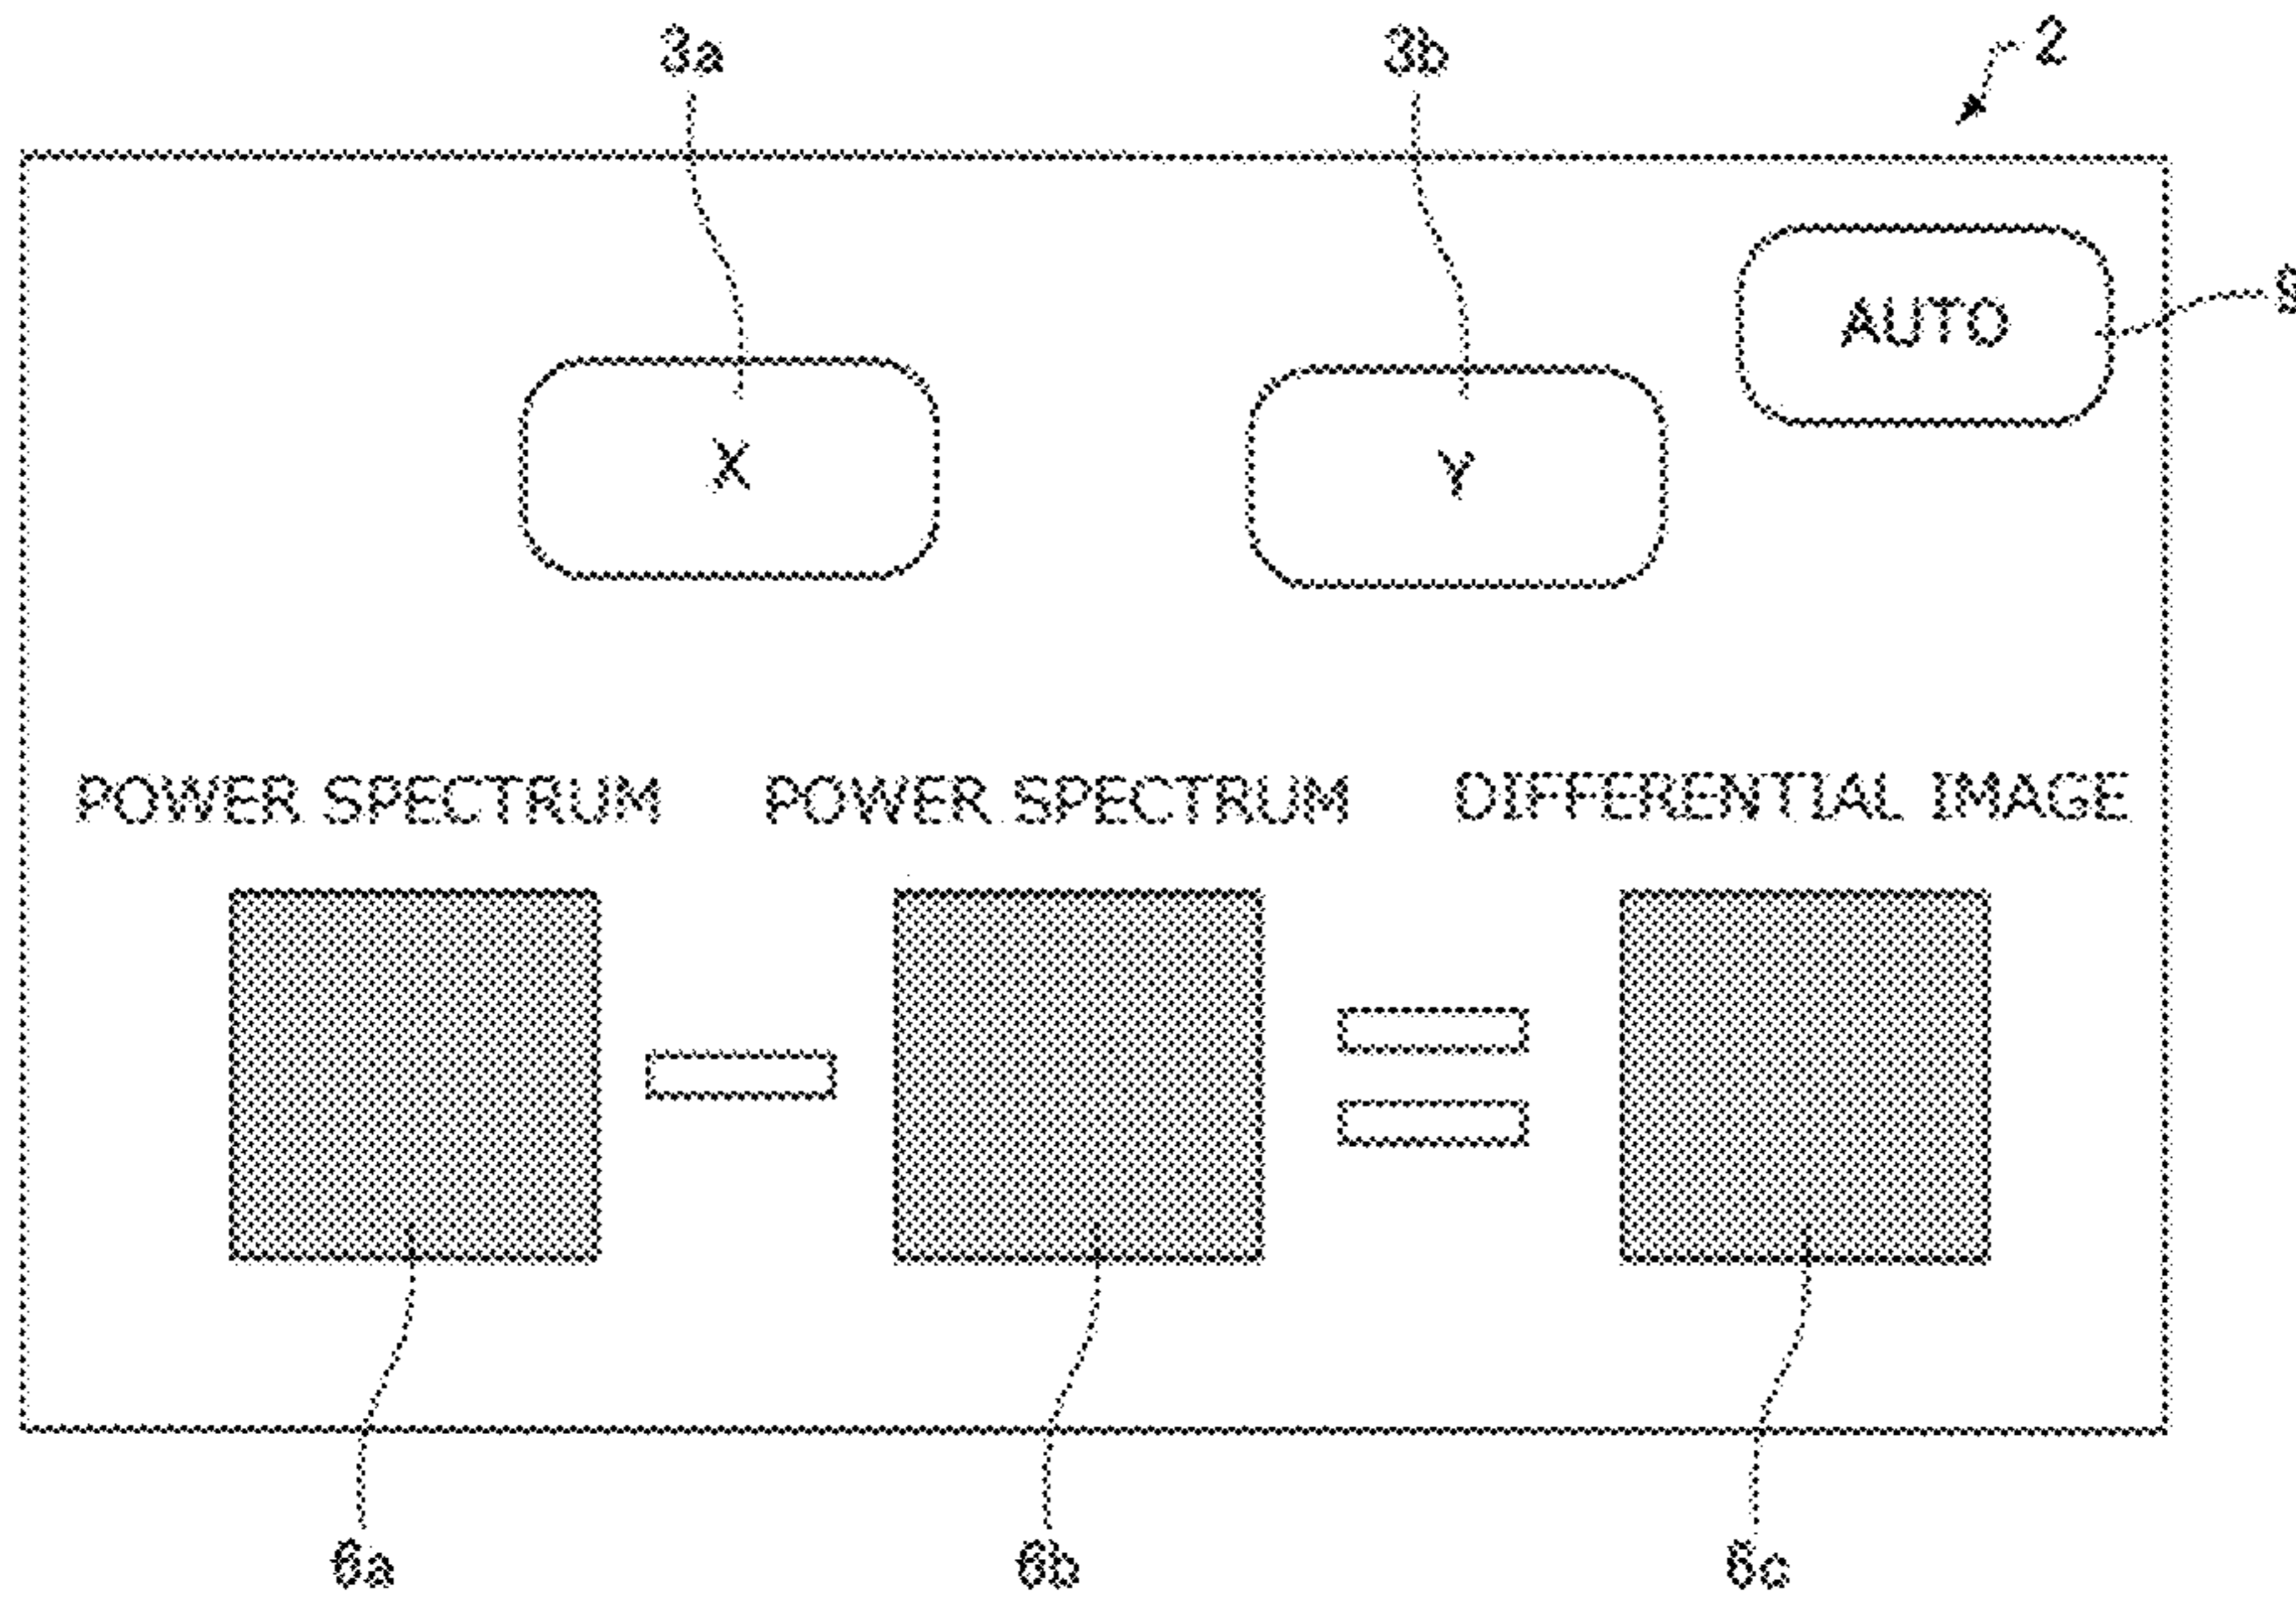 3a 3b 2
AUTO
X Y
POWER SPECTRUM POWER SPECTRUM DIFFERENTIAL IMAGE
6a 6b 6c